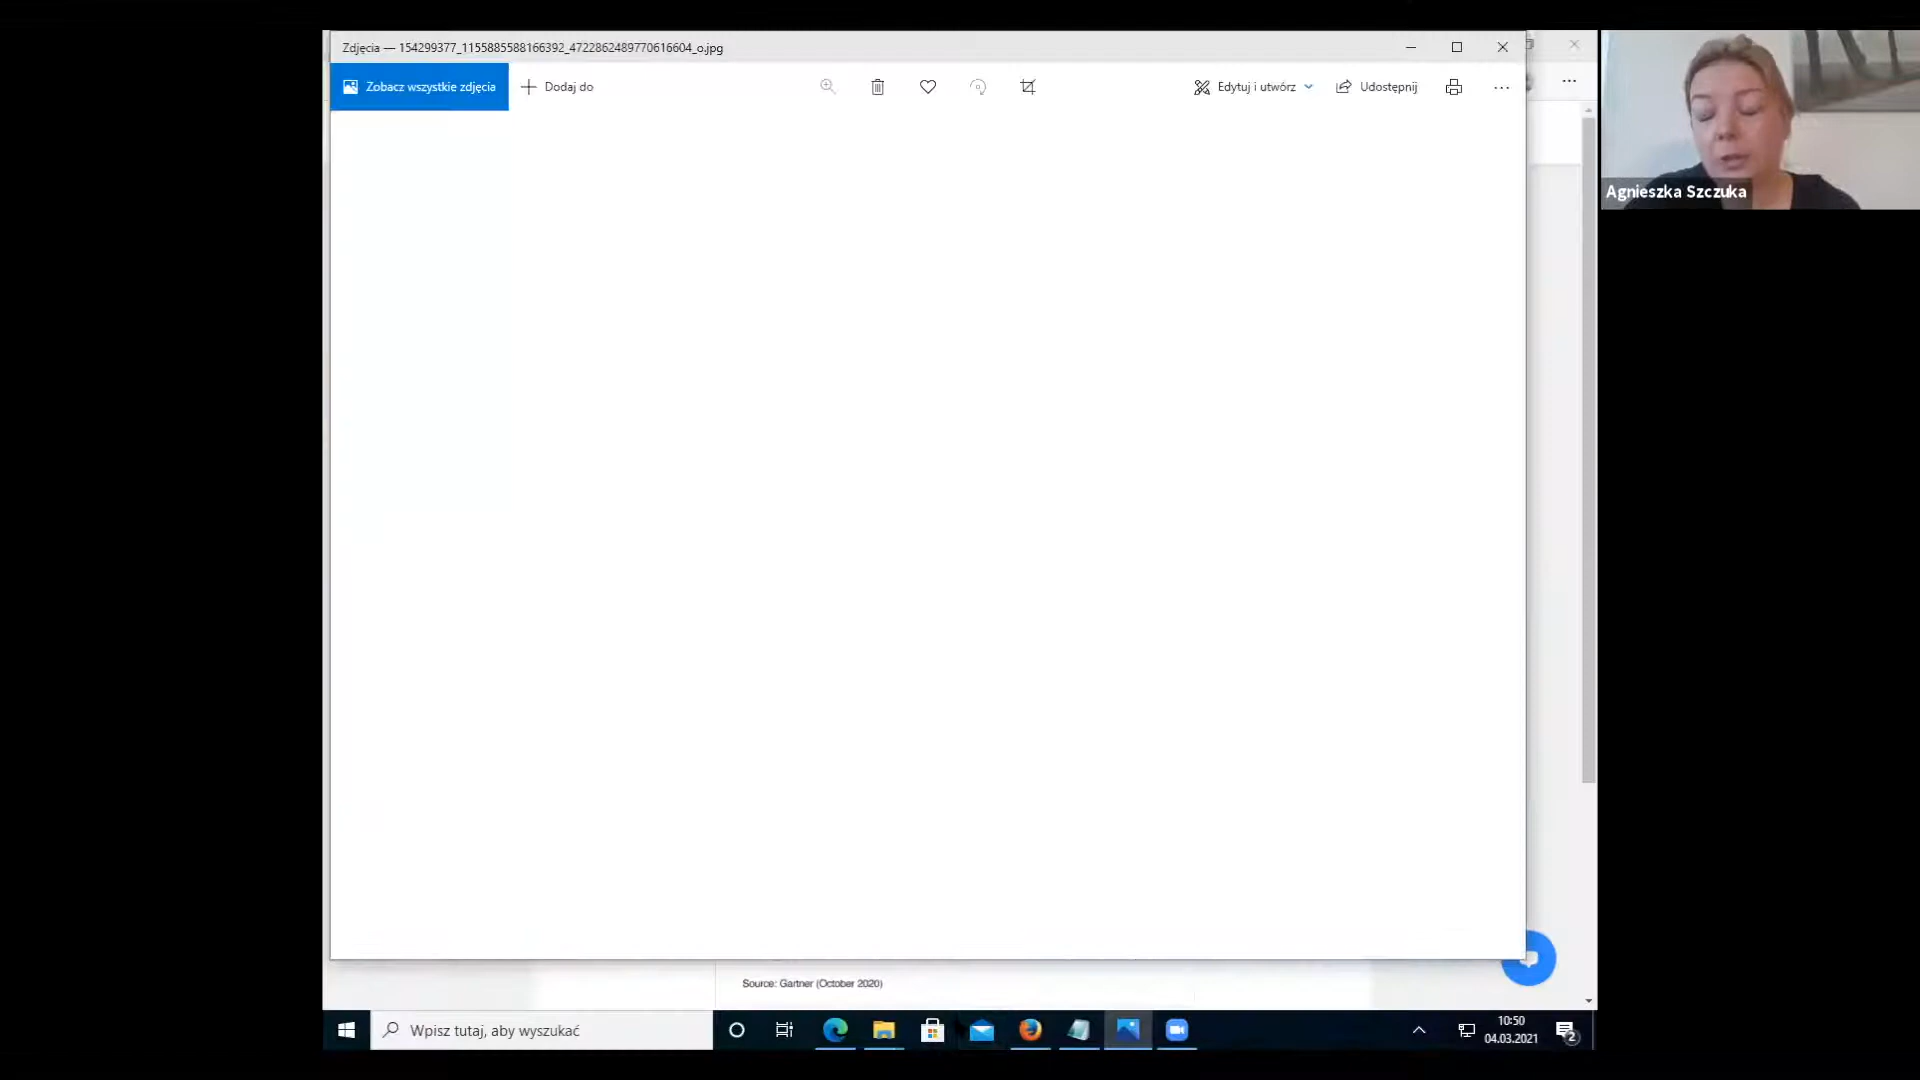 Zdjęcia — 154299377_1155885588166392_4722862489770616604_o.jpg
Zobacz wszystkie zdjęcia
Dodaj do
Edytuj i utwórz
Udostępnij
Agnieszka Szczuka
Source: Gartner (October 2020)
Wpisz tutaj, aby wyszukać
10:50
04.03.2021
2